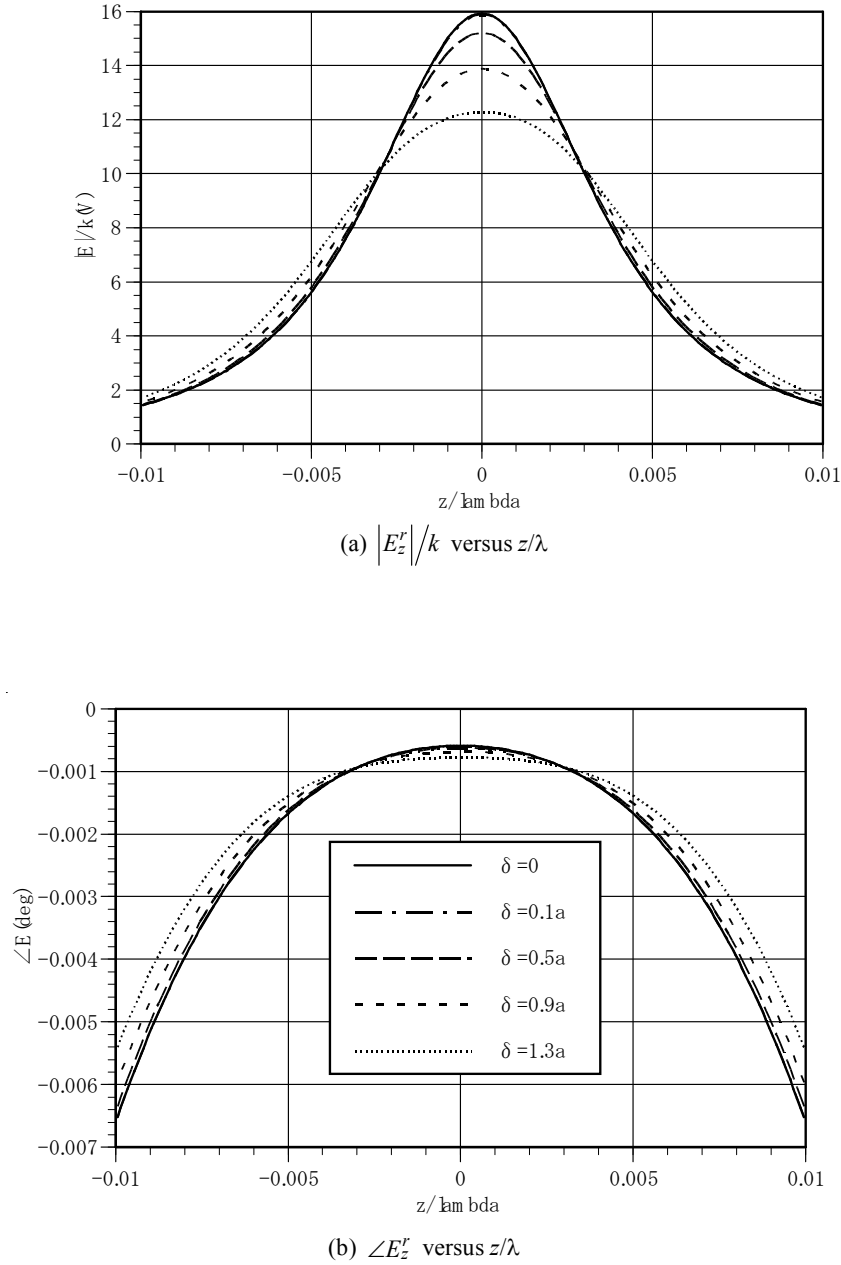 16
14
12
10
8
6
4
2
0
|E|/k(V)
-0.01
-0.005
0
0.005
0.01
z/lambda
(a) |E_z^r|/k versus z/λ
0
-0.001
-0.002
-0.003
-0.004
-0.005
-0.006
-0.007
∠E(deg)
δ=0
δ=0.1a
δ=0.5a
δ=0.9a
δ=1.3a
-0.01
-0.005
0
0.005
0.01
z/lambda
(b) ∠E_z^r versus z/λ